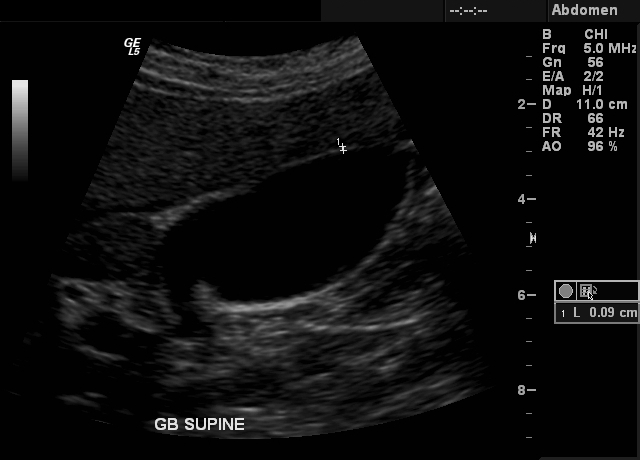 --:--:--
Abdomen
GE
L5
B CHI
Frq 5.0 MHz
Gn 56
E/A 2/2
Map H/1
D 11.0 cm
DR 66
FR 42 Hz
AO 96 %
1
2
4
6
8
1 L 0.09 cm
GB SUPINE